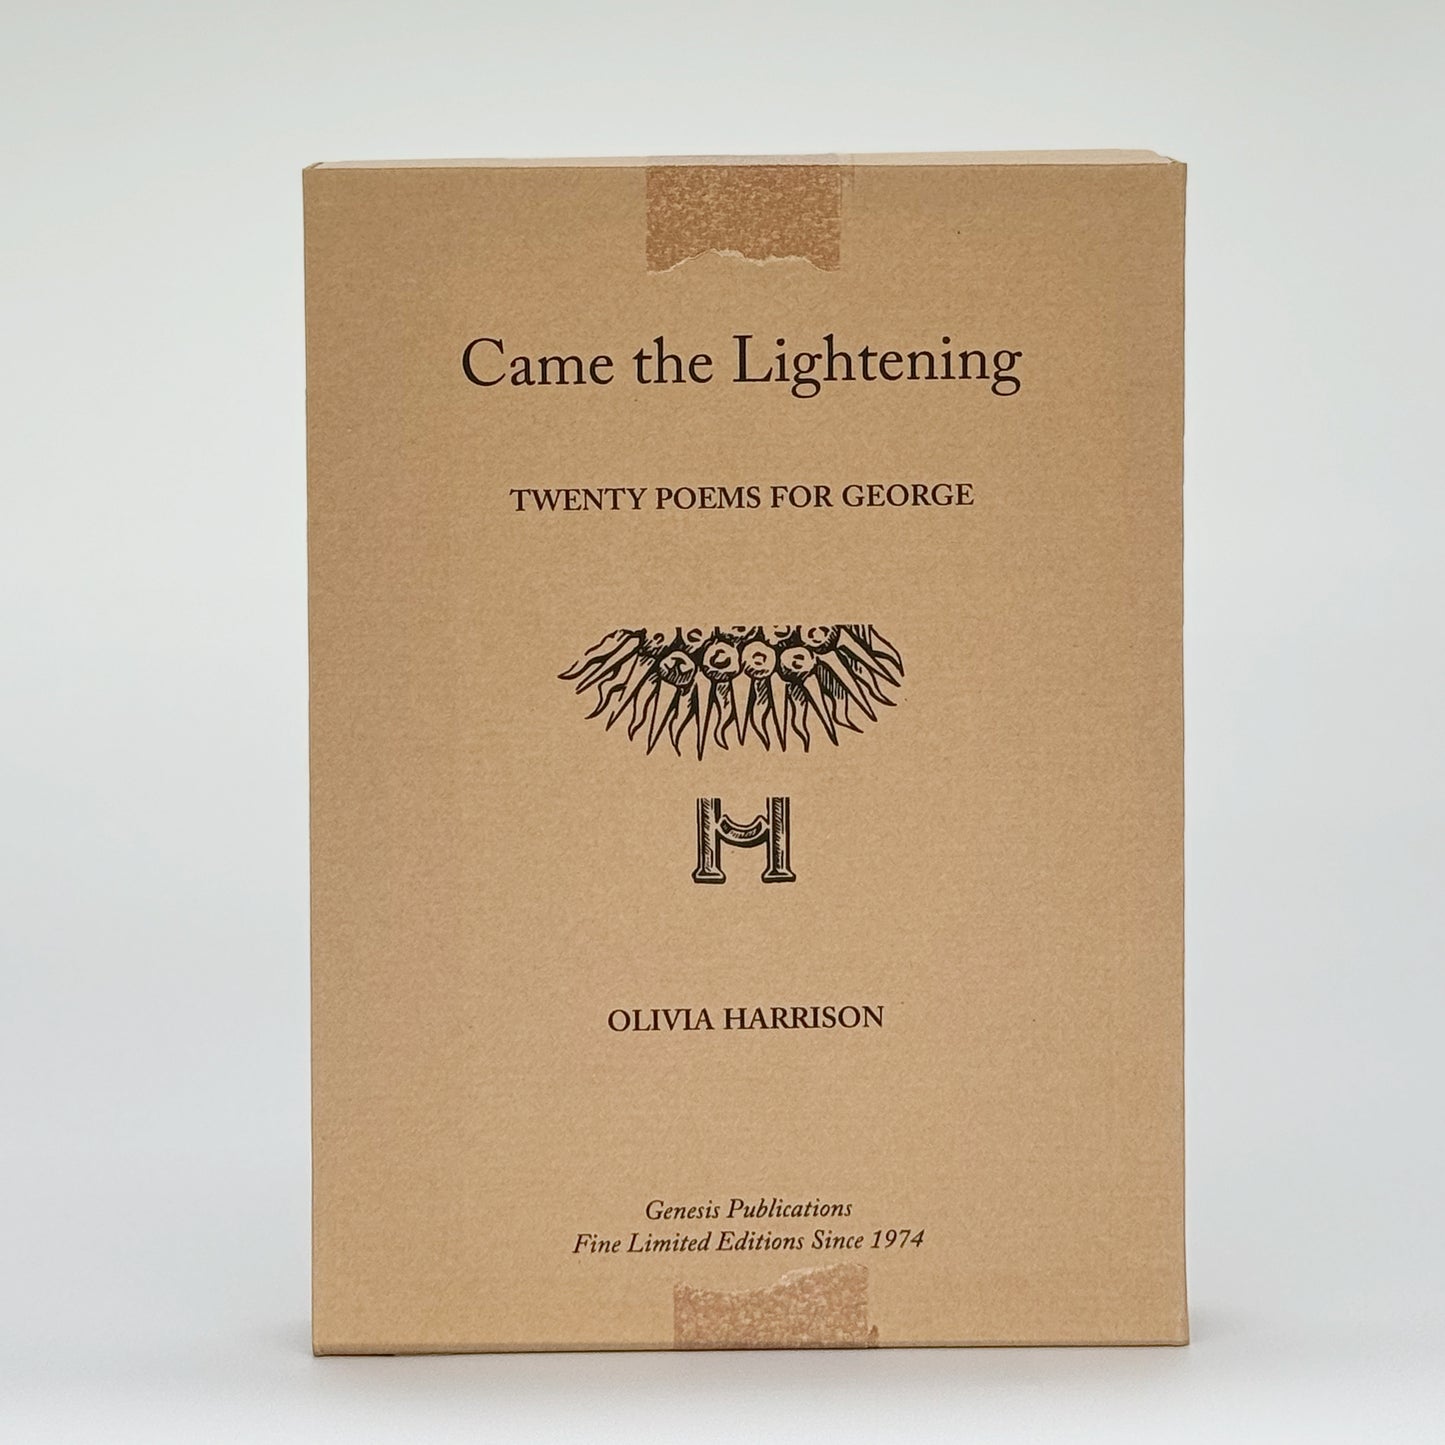 Came the Lightening
TWENTY POEMS FOR GEORGE
H
OLIVIA HARRISON
Genesis Publications
Fine Limited Editions Since 1974